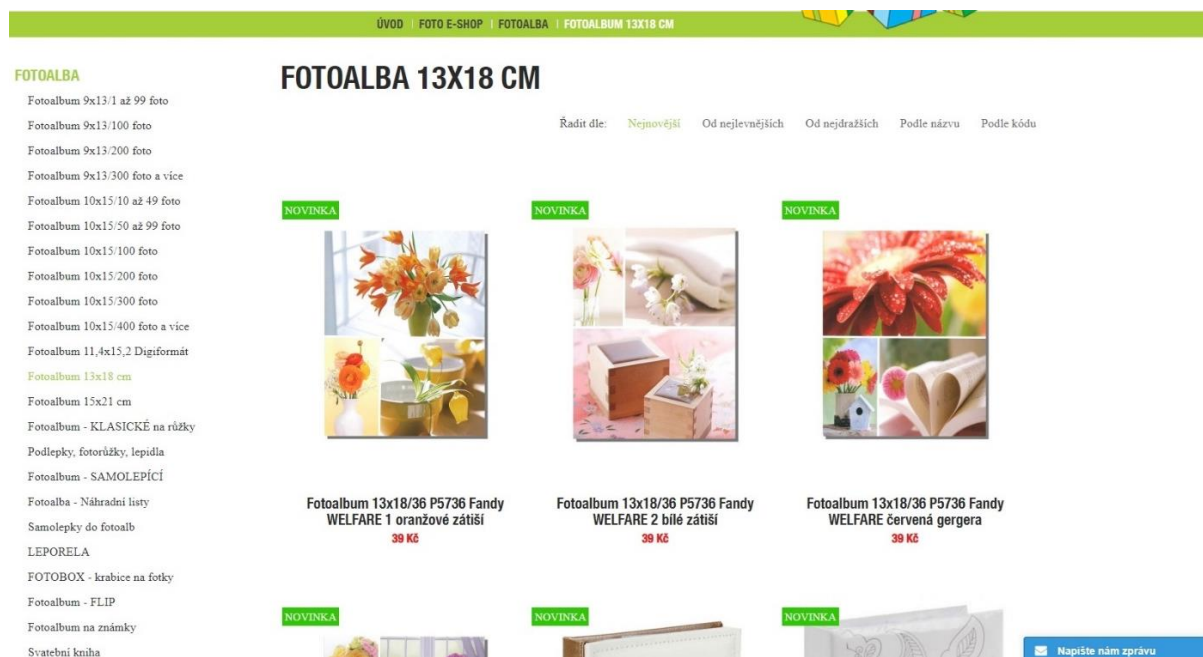 ÚVOD | FOTO E-SHOP | FOTOALBA | FOTOALBUM 13X18 CM
FOTOALBA
Fotoalbum 9x13/1 až 99 foto
Fotoalbum 9x13/100 foto
Fotoalbum 9x13/200 foto
Fotoalbum 9x13/300 foto a více
Fotoalbum 10x15/10 až 49 foto
Fotoalbum 10x15/50 až 99 foto
Fotoalbum 10x15/100 foto
Fotoalbum 10x15/200 foto
Fotoalbum 10x15/300 foto
Fotoalbum 10x15/400 foto a více
Fotoalbum 11,4x15,2 Digiformát
Fotoalbum 13x18 cm
Fotoalbum 15x21 cm
Fotoalbum - KLASICKÉ na růžky
Podlepky, fotorůžky, lepidla
Fotoalbum - SAMOLEPÍCÍ
Fotoalba - Náhradní listy
Samolepky do fotoalb
LEPORELA
FOTOBOX - krabice na fotky
Fotoalbum - FLIP
Fotoalbum na známky
Svatební kniha
FOTOALBA 13X18 CM
Řadit dle: Nejnovější Od nejlevnějších Od nejdražších Podle názvu Podle kódu
NOVINKA
Fotoalbum 13x18/36 P5736 Fandy
WELFARE 1 oranžové zátiší
39 Kč
NOVINKA
Fotoalbum 13x18/36 P5736 Fandy
WELFARE 2 bílé zátiší
39 Kč
NOVINKA
Fotoalbum 13x18/36 P5736 Fandy
WELFARE červená gergera
39 Kč
NOVINKA
NOVINKA
NOVINKA
Napište nám zprávu